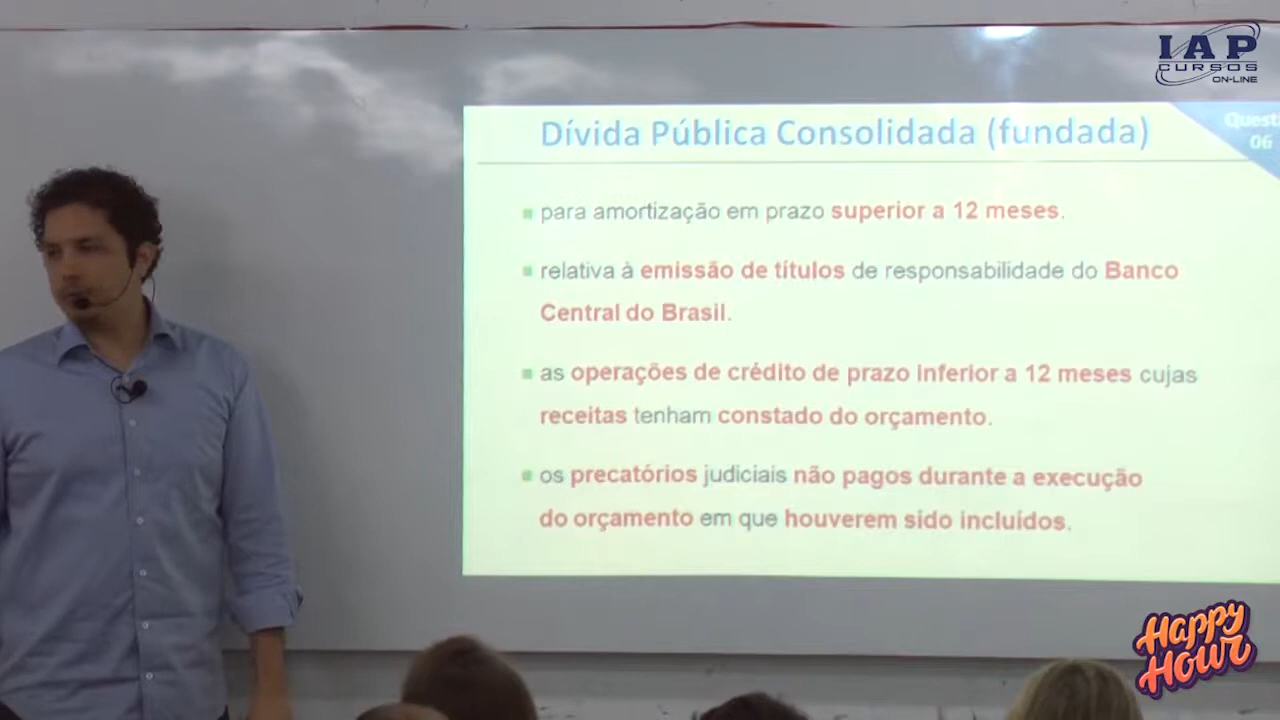 IAP
CURSOS
ON-LINE
Dívida Pública Consolidada (fundada)
06
para amortização em prazo superior a 12 meses.
relativa à emissão de títulos de responsabilidade do Banco
Central do Brasil.
as operações de crédito de prazo inferior a 12 meses cujas
receitas tenham constado do orçamento.
os precatórios judiciais não pagos durante a execução
do orçamento em que houverem sido incluídos.
Happy
Hour